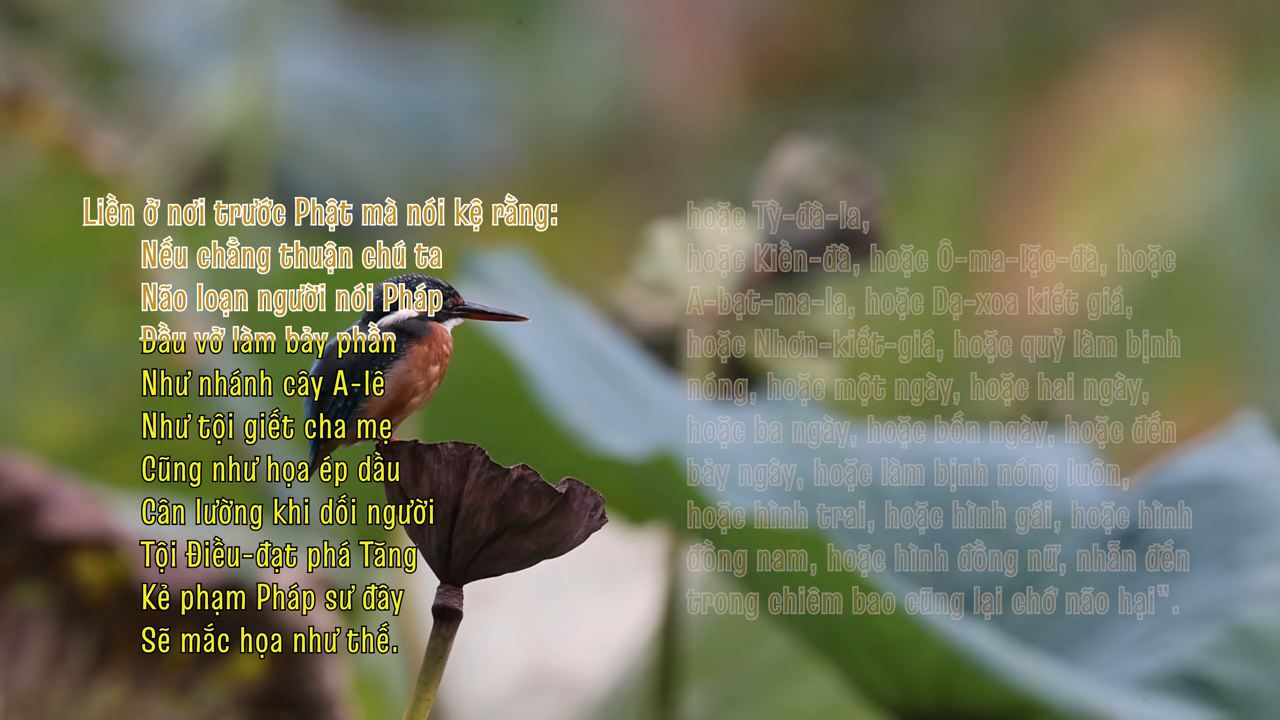 Liền ở nơi trước Phật mà nói kệ rằng:
Nếu chẳng thuận chú ta
Não loạn người nói Pháp
Đầu vỡ làm bảy phần
Như nhánh cây A-lê
Như tội giết cha mẹ
Cũng như họa ép dầu
Cân lường khi dối người
Tội Điều-đạt phá Tăng
Kẻ phạm Pháp sư đây
Sẽ mắc họa như thế.
hoặc Tỳ-đà-la,
hoặc Kiền-đà, hoặc Ô-ma-lặc-đà, hoặc
A-bạt-ma-la, hoặc Dạ-xoa kiết giá,
hoặc Nhơn-kiết-giá, hoặc quỷ làm bịnh
nóng, hoặc một ngày, hoặc hai ngày,
hoặc ba ngày, hoặc bốn ngày, hoặc đến
bảy ngày, hoặc làm bịnh nóng luôn,
hoặc hình trai, hoặc hình gái, hoặc hình
đồng nam, hoặc hình đồng nữ, nhẫn đến
trong chiêm bao cũng lại chớ não hại".